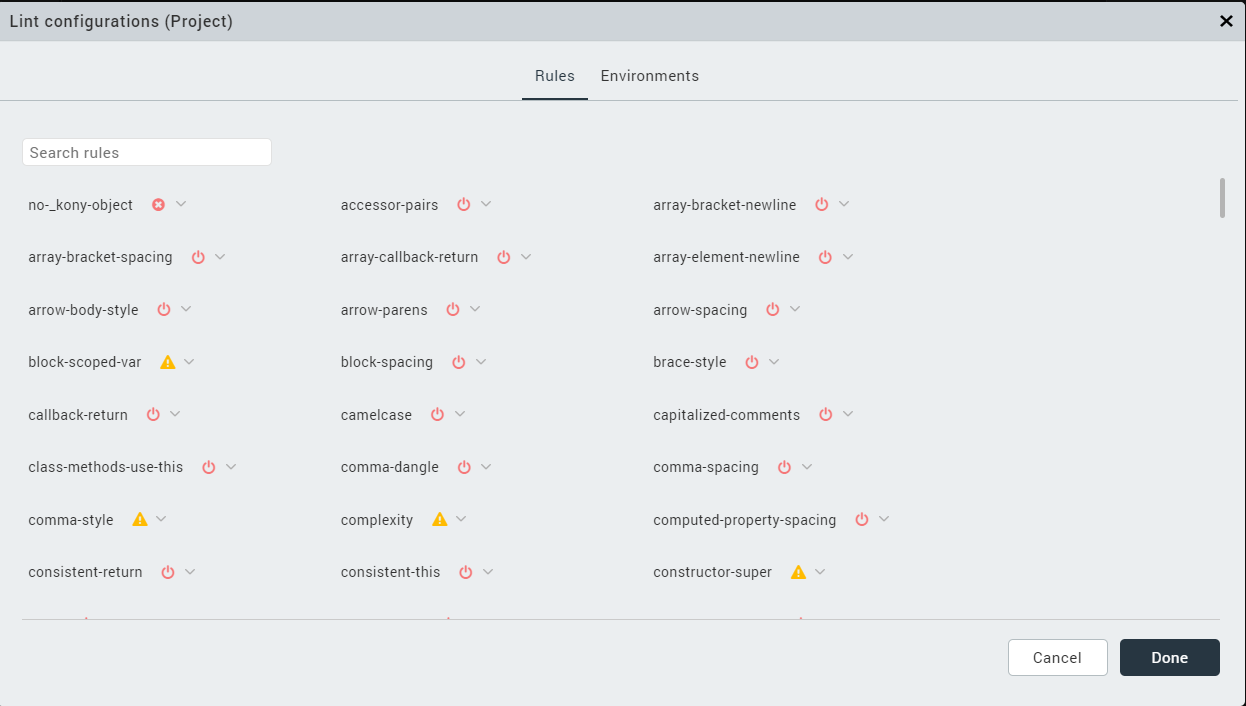 Lint configurations (Project)
Rules Environments
Search rules
no-_kony-object accessor-pairs array-bracket-newline
array-bracket-spacing array-callback-return array-element-newline
arrow-body-style arrow-parens arrow-spacing
block-scoped-var block-spacing brace-style
callback-return camelcase capitalized-comments
class-methods-use-this comma-dangle comma-spacing
comma-style complexity computed-property-spacing
consistent-return consistent-this constructor-super
Cancel Done